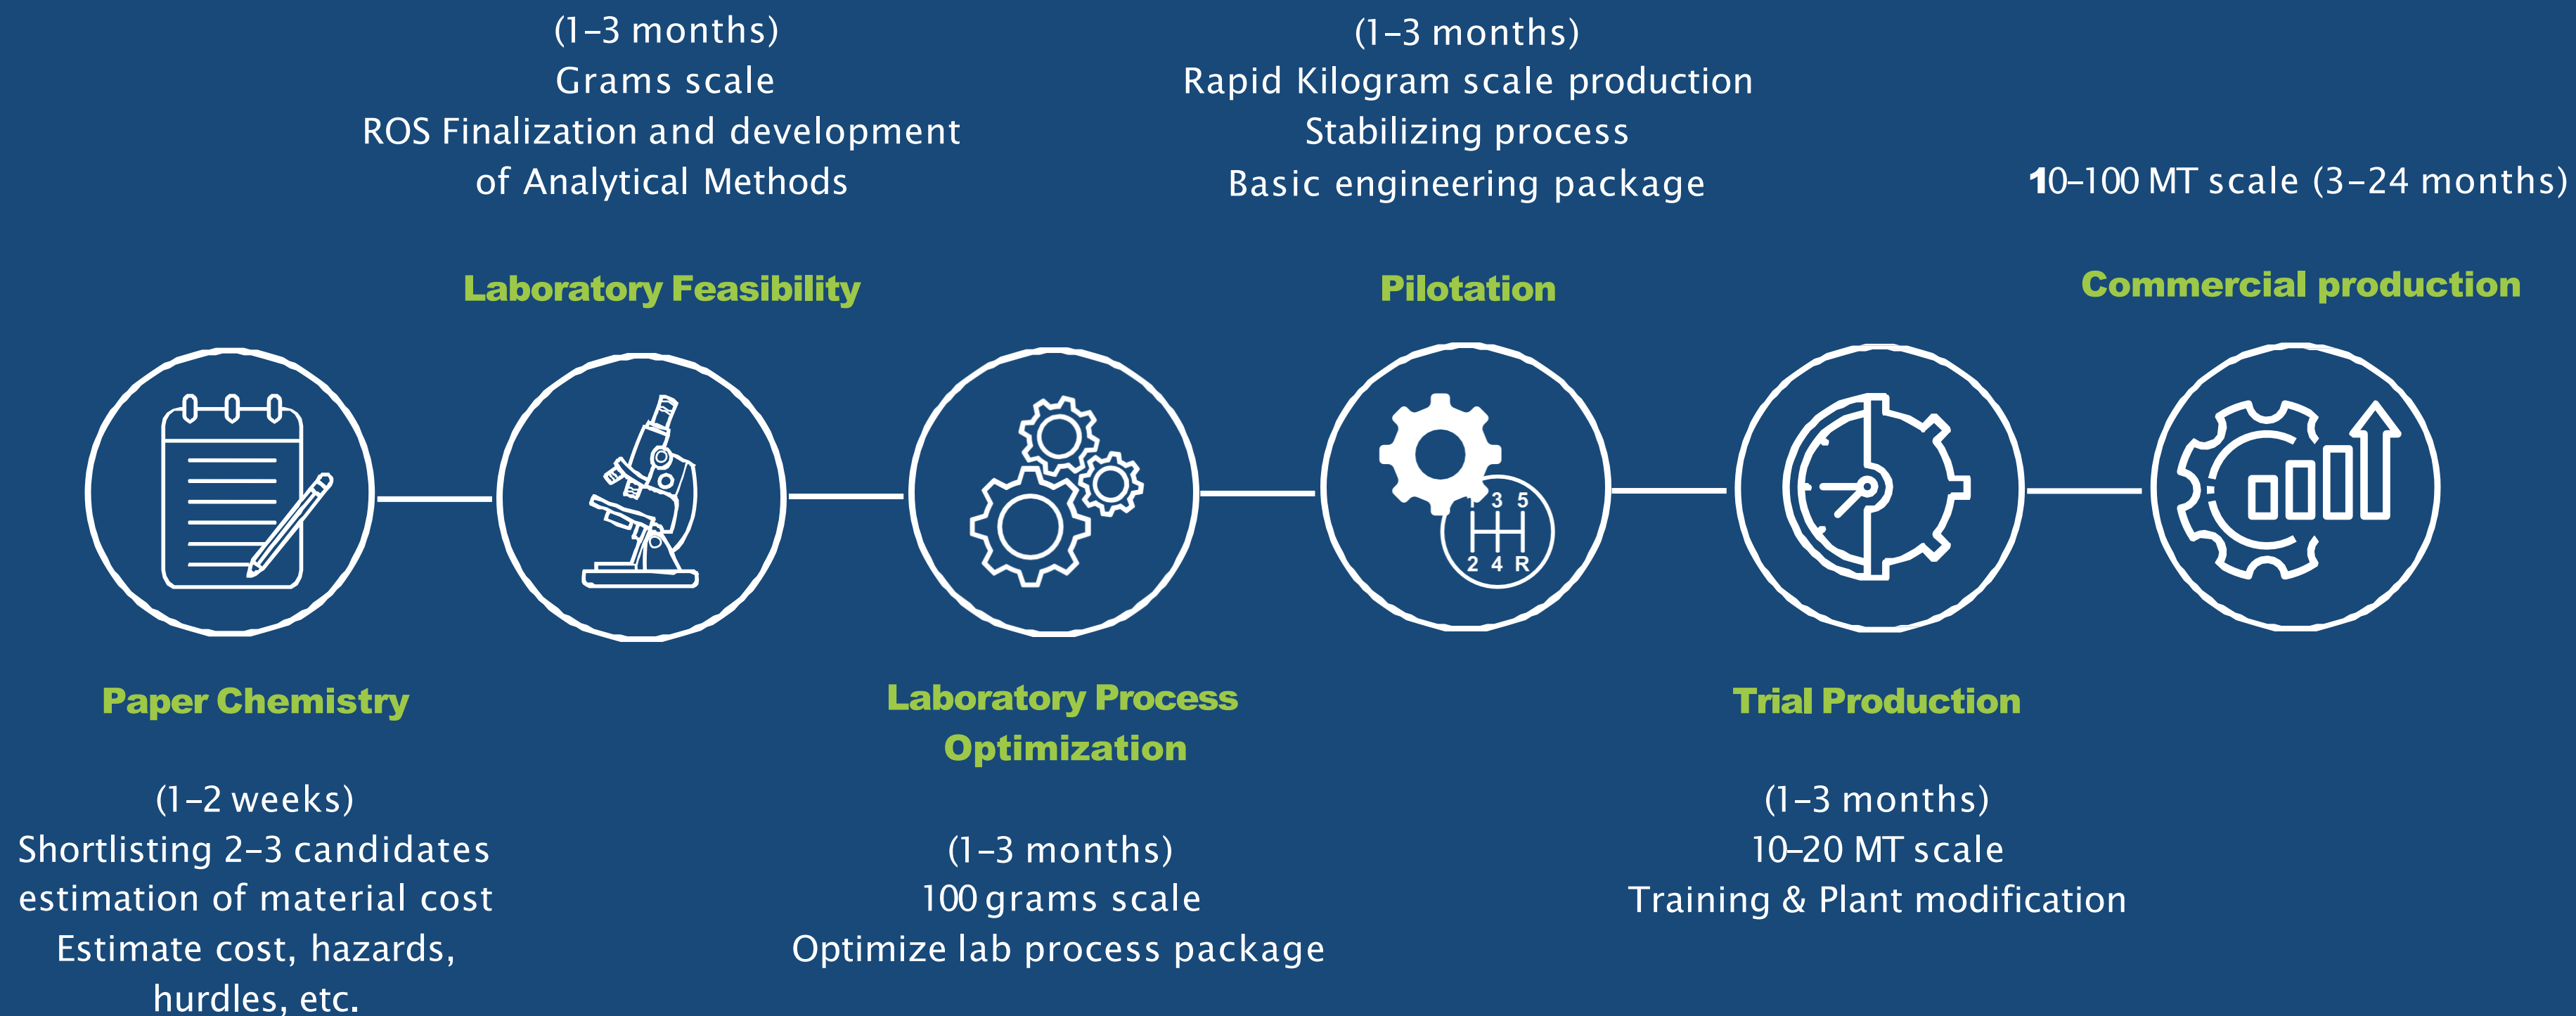 Paper Chemistry
(1-2 weeks)
Shortlisting 2-3 candidates
estimation of material cost
Estimate cost, hazards,
hurdles, etc.
(1-3 months)
Grams scale
ROS Finalization and development
of Analytical Methods
Laboratory Feasibility
Laboratory Process
Optimization
(1-3 months)
100 grams scale
Optimize lab process package
(1-3 months)
Rapid Kilogram scale production
Stabilizing process
Basic engineering package
Pilotation
1 3 5
2 4 R
Trial Production
(1-3 months)
10-20 MT scale
Training & Plant modification
10-100 MT scale (3-24 months)
Commercial production